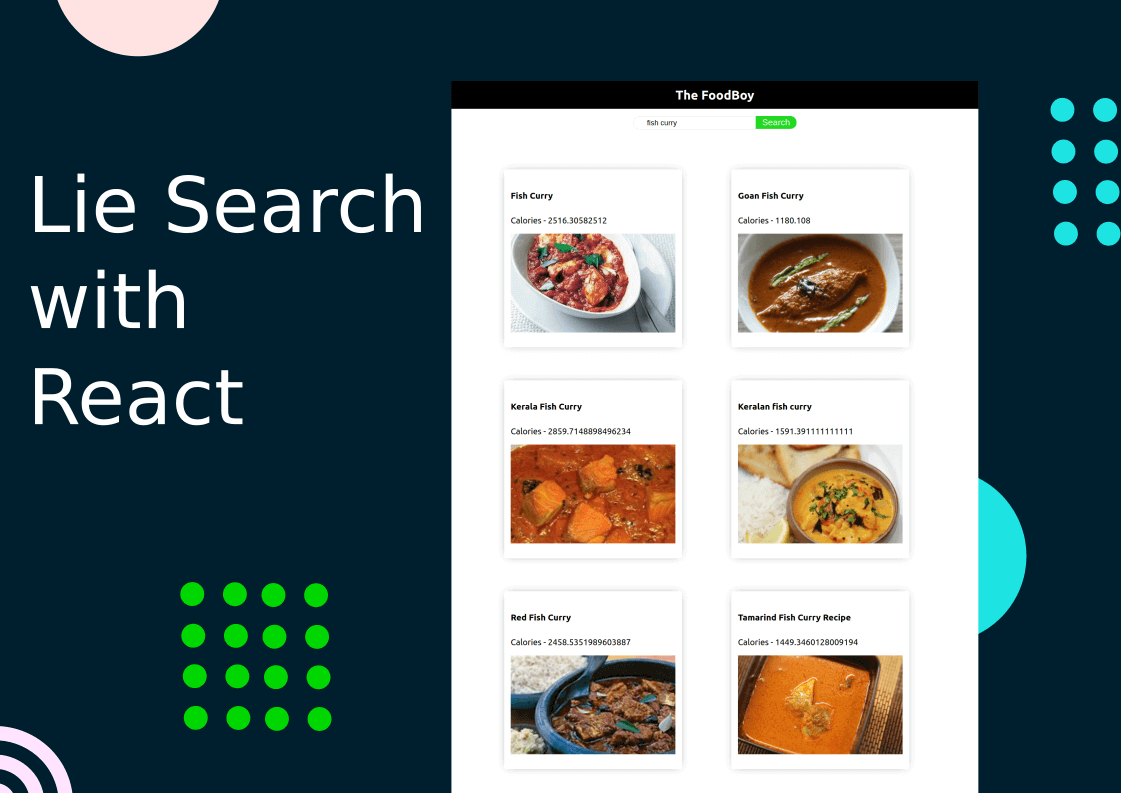 Lie Search
with
React
The FoodBoy
fish curry
Search
Fish Curry
Calories - 2516.30582512
Goan Fish Curry
Calories - 1180.108
Kerala Fish Curry
Calories - 2859.7148898496234
Keralan fish curry
Calories - 1591.391111111111
Red Fish Curry
Calories - 2458.5351989603887
Tamarind Fish Curry Recipe
Calories - 1449.3460128009194